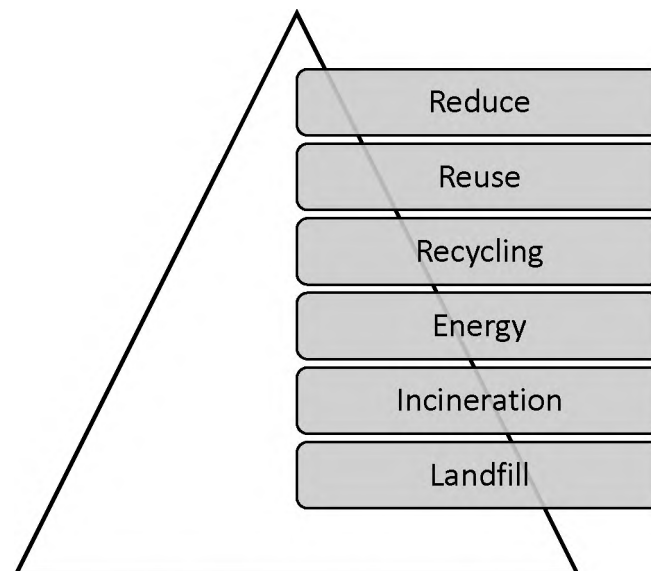 Reduce
Reuse
Recycling
Energy
Incineration
Landfill